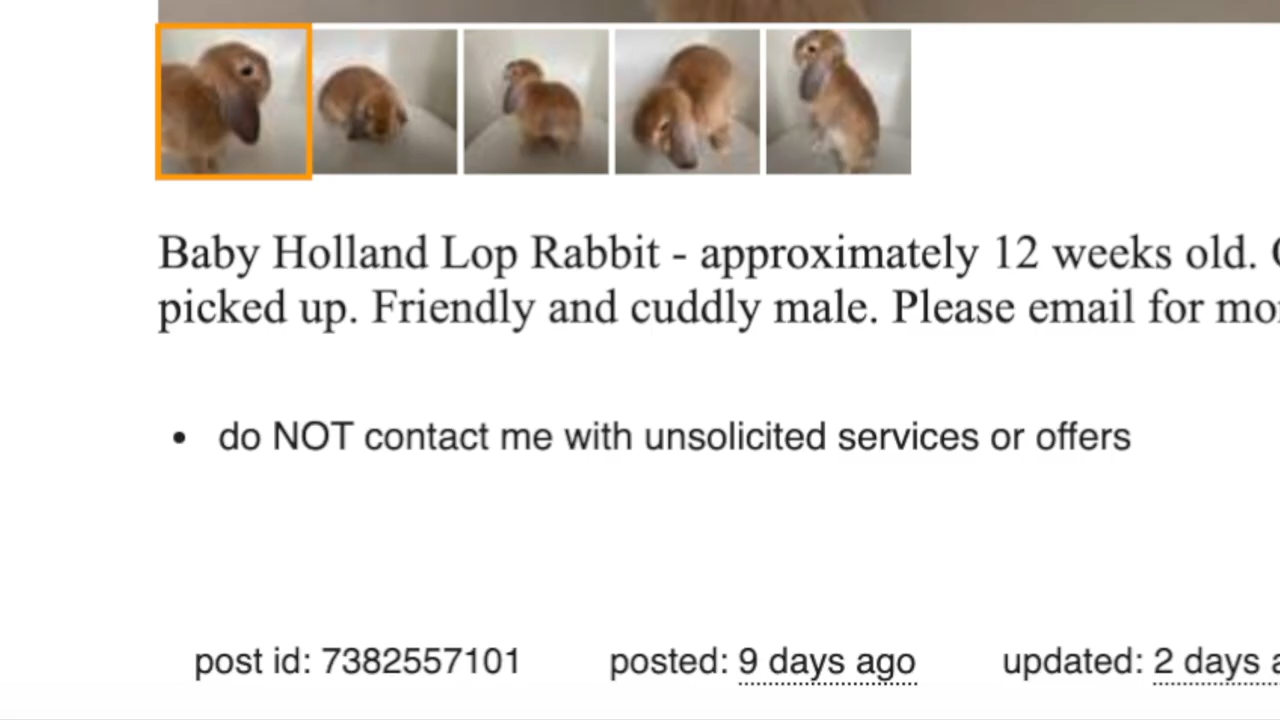 Baby Holland Lop Rabbit - approximately 12 weeks old.
picked up. Friendly and cuddly male. Please email for
• do NOT contact me with unsolicited services or offers
post id: 7382557101 posted: 9 days ago updated: 2 days